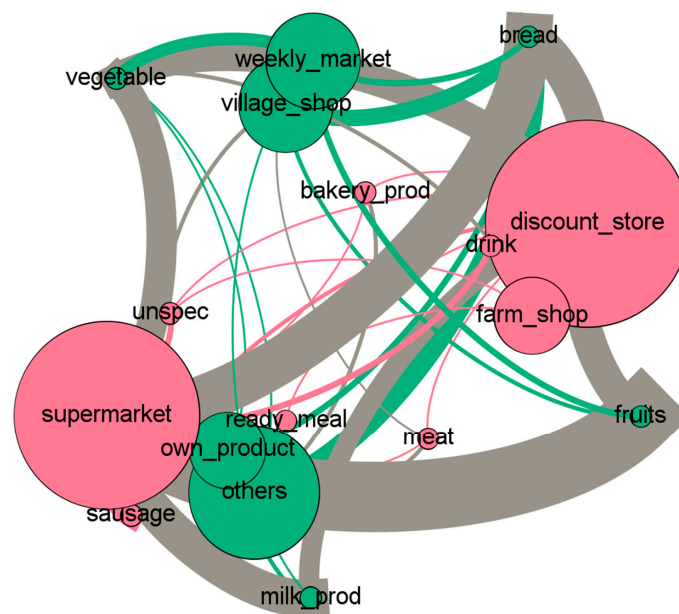 bread
weekly_market
vegetable
village_shop
bakery_prod
discount_store
drink
unspec
farm_shop
supermarket
fruits
ready_meal
meat
own_product
others
sausage
milk_prod